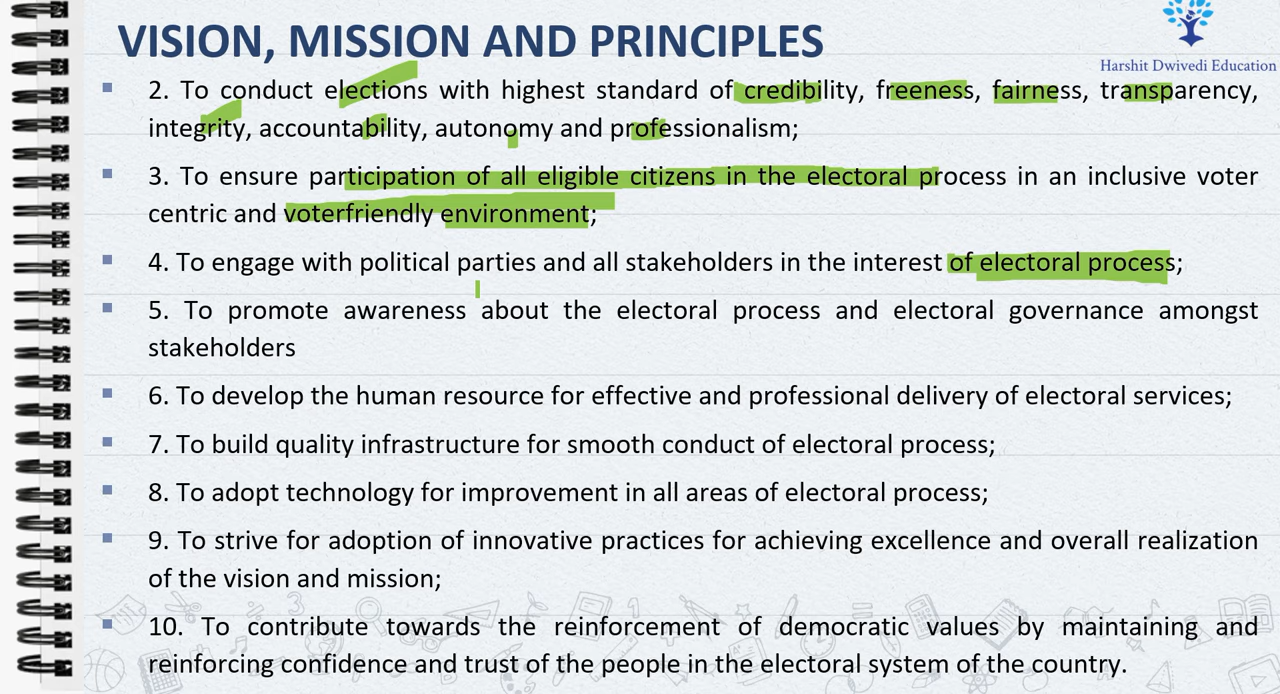 VISION, MISSION AND PRINCIPLES
Harshit Dwivedi Education
2. To conduct elections with highest standard of credibility, freeness, fairness, transparency,
integrity, accountability, autonomy and professionalism;
3. To ensure participation of all eligible citizens in the electoral process in an inclusive voter
centric and voterfriendly environment;
4. To engage with political parties and all stakeholders in the interest of electoral process;
5. To promote awareness about the electoral process and electoral governance amongst
stakeholders
6. To develop the human resource for effective and professional delivery of electoral services;
7. To build quality infrastructure for smooth conduct of electoral process;
8. To adopt technology for improvement in all areas of electoral process;
9. To strive for adoption of innovative practices for achieving excellence and overall realization
of the vision and mission;
10. To contribute towards the reinforcement of democratic values by maintaining and
reinforcing confidence and trust of the people in the electoral system of the country.